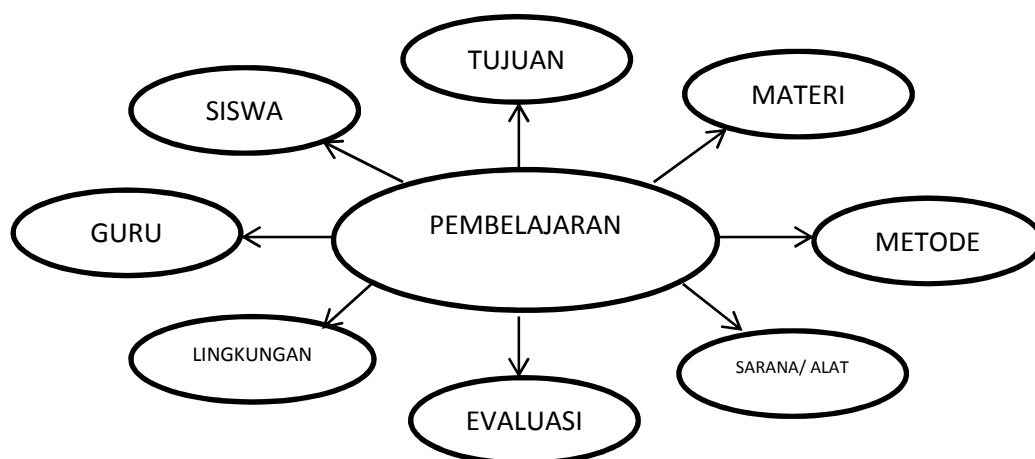 TUJUAN
SISWA
MATERI
GURU
PEMBELAJARAN
METODE
LINGKUNGAN
SARANA/ ALAT
EVALUASI